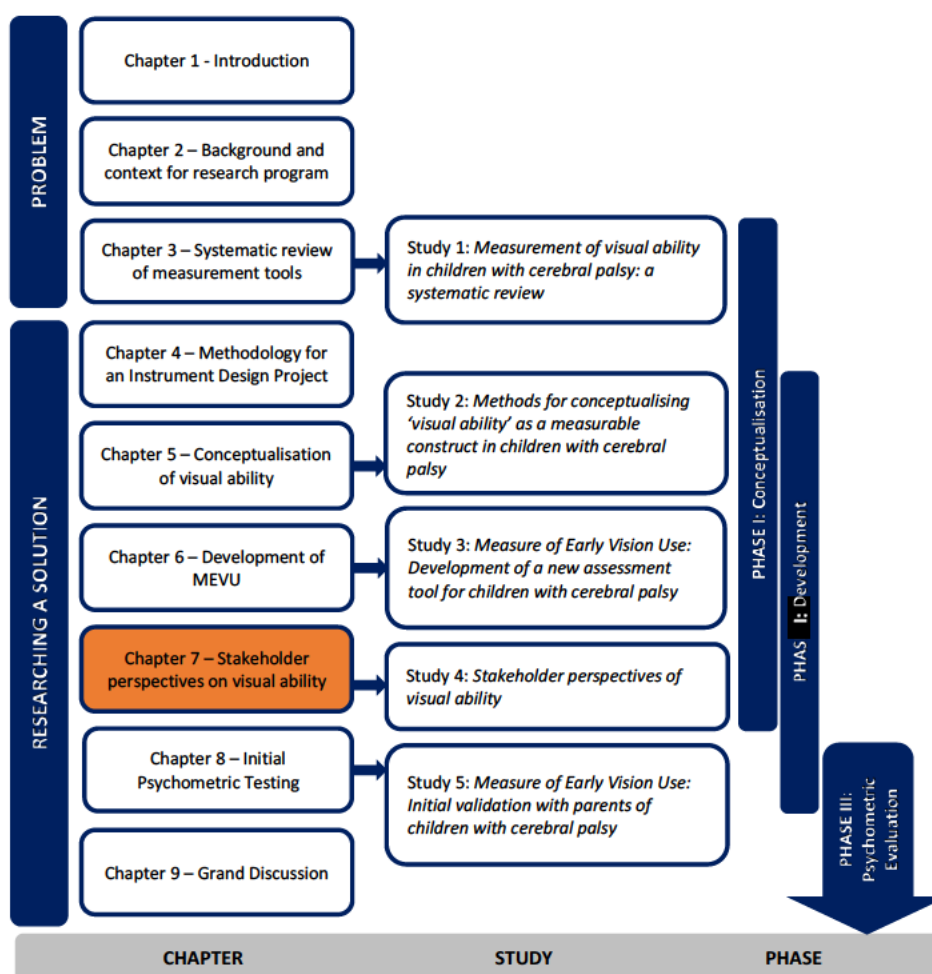 PROBLEM
Chapter 1 - Introduction
Chapter 2 – Background and
context for research program
Chapter 3 – Systematic review
of measurement tools
Study 1: Measurement of visual ability
in children with cerebral palsy: a
systematic review
RESEARCHING A SOLUTION
Chapter 4 – Methodology for
an Instrument Design Project
Chapter 5 – Conceptualisation
of visual ability
Study 2: Methods for conceptualising
‘visual ability’ as a measurable
construct in children with cerebral
palsy
Chapter 6 – Development of
MEVU
Study 3: Measure of Early Vision Use:
Development of a new assessment
tool for children with cerebral palsy
Chapter 7 – Stakeholder
perspectives on visual ability
Study 4: Stakeholder perspectives of
visual ability
Chapter 8 – Initial
Psychometric Testing
Study 5: Measure of Early Vision Use:
Initial validation with parents of
children with cerebral palsy
Chapter 9 – Grand Discussion
PHASE I: Conceptualisation
PHAS I: Development
PHASE III:
Psychometric
Evaluation
CHAPTER
STUDY
PHASE